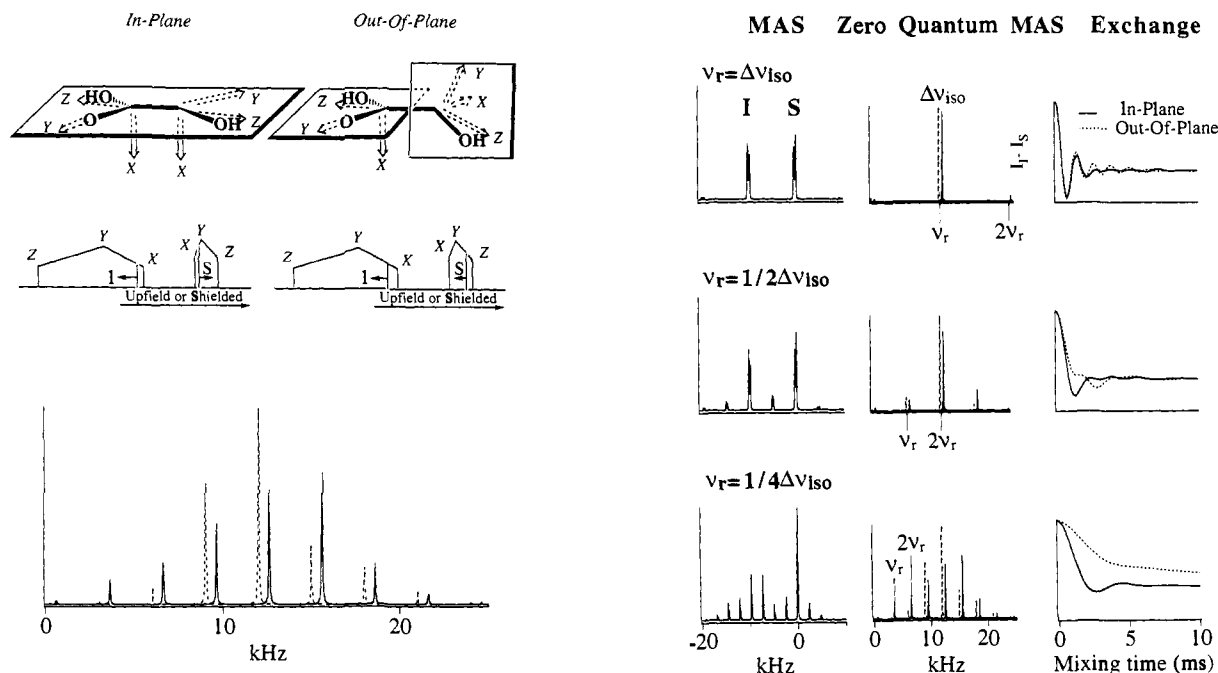 In-Plane
Out-Of-Plane
Z HO Y O OH Z Y X X
Z HO Y O Y X OH Z X
Z Y X X Y Z
I S
Upfield or Shielded
Z Y X X Y Z
I S
Upfield or Shielded
0 10 20
kHz
MAS Zero Quantum MAS Exchange
νr=Δνiso
I S
Δνiso
νr 2νr
II- IS
In-Plane
Out-Of-Plane
νr=1/2Δνiso
νr 2νr
νr=1/4Δνiso
νr 2νr
-20 0 0 10 20 0 5 10
kHz kHz Mixing time (ms)